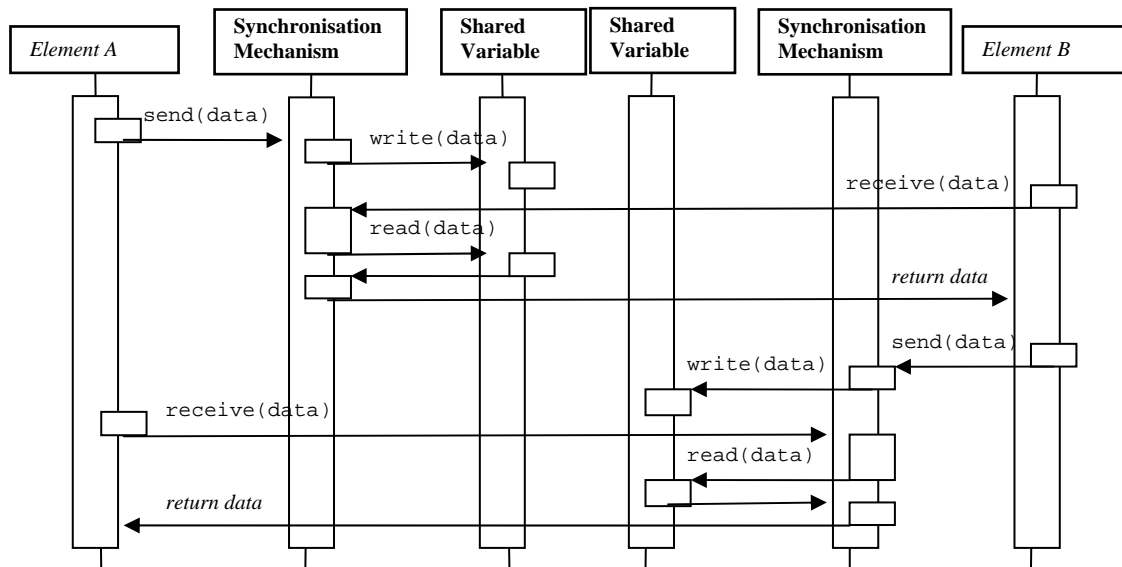 Element A
Synchronisation
Mechanism
Shared
Variable
Shared
Variable
Synchronisation
Mechanism
Element B
send(data)
write(data)
receive(data)
read(data)
return data
send(data)
write(data)
receive(data)
read(data)
return data